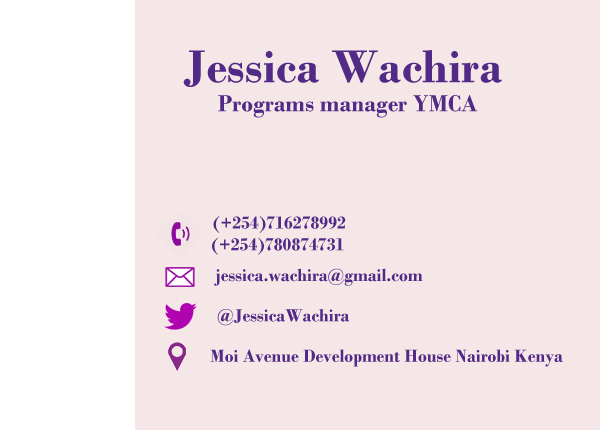 Jessica Wachira
Programs manager YMCA
(+254)716278992
(+254)780874731
jessica.wachira@gmail.com
@JessicaWachira
Moi Avenue Development House Nairobi Kenya